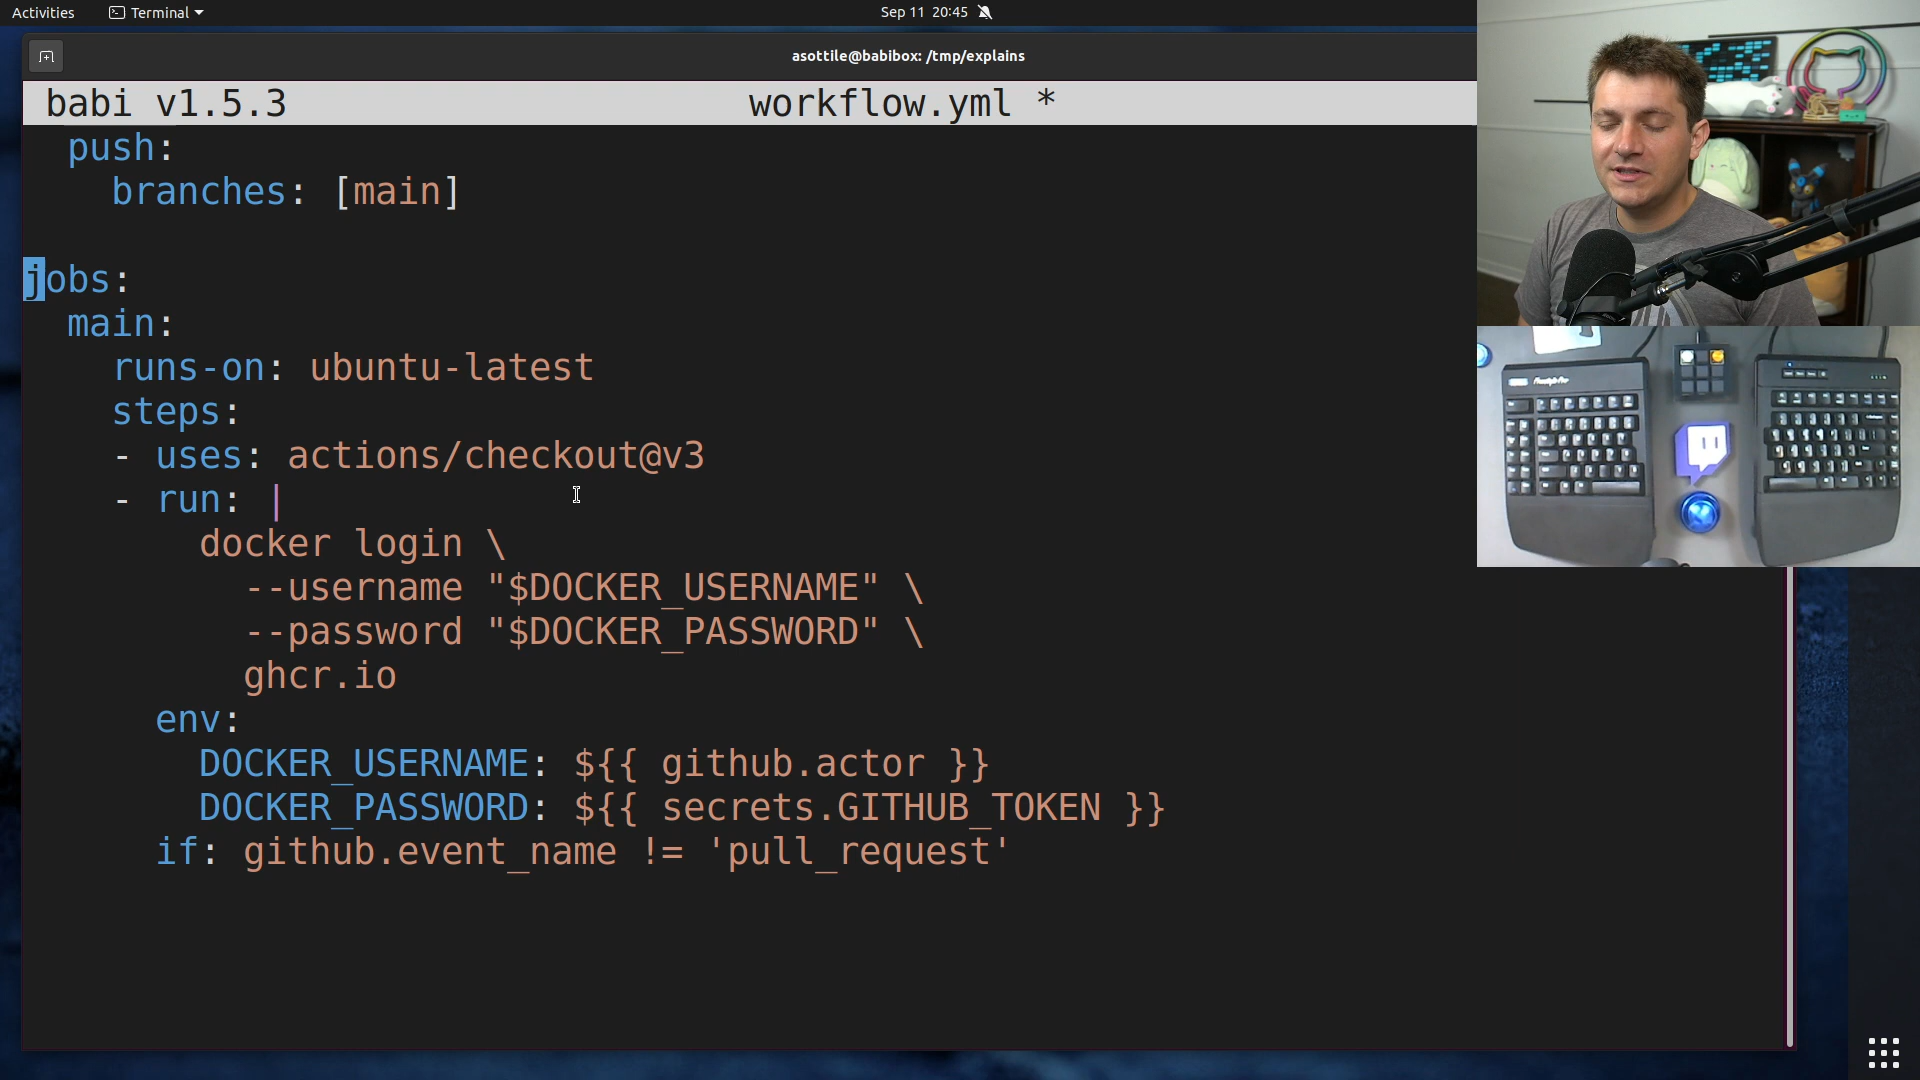 Activities
Terminal
Sep 11 20:45
asottile@babibox: /tmp/explains
babi v1.5.3 workflow.yml *
push:
branches: [main]
jobs:
main:
runs-on: ubuntu-latest
steps:
- uses: actions/checkout@v3
- run: |
docker login \
--username "$DOCKER_USERNAME" \
--password "$DOCKER_PASSWORD" \
ghcr.io
env:
DOCKER_USERNAME: ${{ github.actor }}
DOCKER_PASSWORD: ${{ secrets.GITHUB_TOKEN }}
if: github.event_name != 'pull_request'